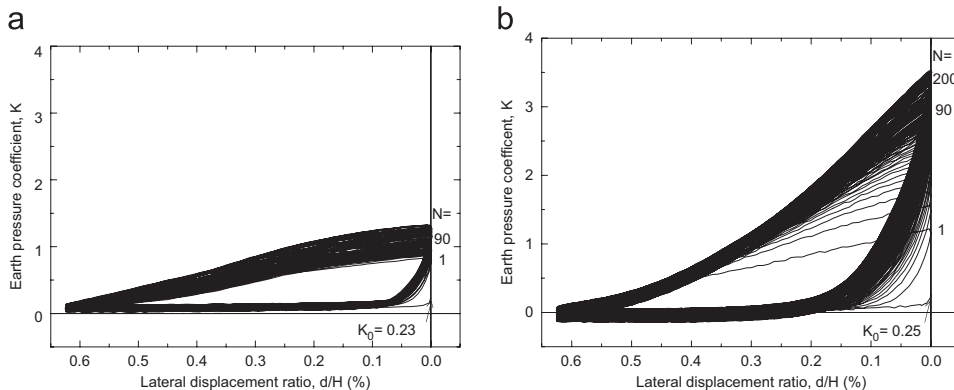 a
Earth pressure coefficient, K
4
3
2
1
0
N=
90
1
K₀= 0.23
0.6 0.5 0.4 0.3 0.2 0.1 0.0
Lateral displacement ratio, d/H (%)
b
Earth pressure coefficient, K
4
3
2
1
0
N=
200
90
1
K₀= 0.25
0.6 0.5 0.4 0.3 0.2 0.1 0.0
Lateral displacement ratio, d/H (%)